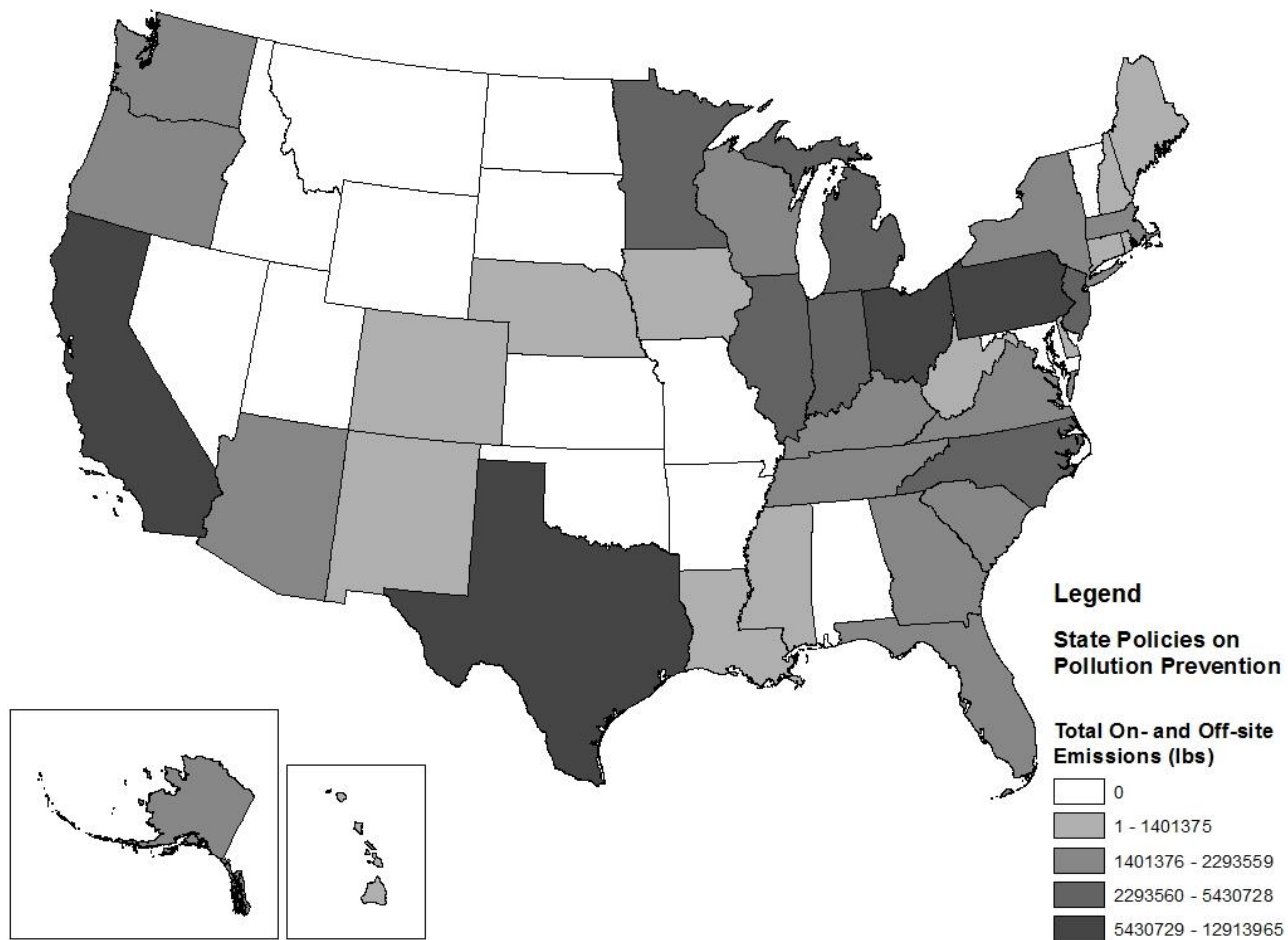 Legend
State Policies on
Pollution Prevention
Total On- and Off-site
Emissions (lbs)
0
1 - 1401375
1401376 - 2293559
2293560 - 5430728
5430729 - 12913965